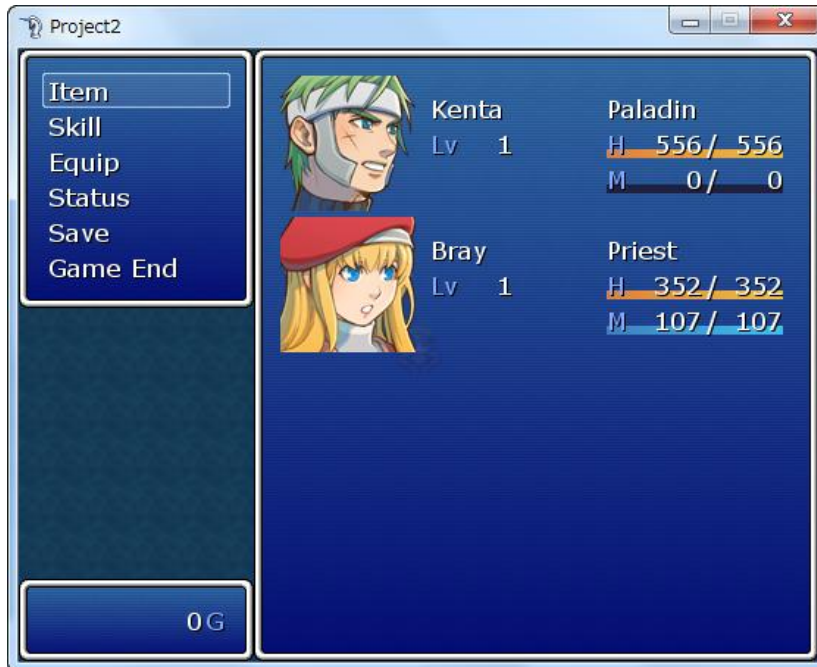 Project2
Item
Skill
Equip
Status
Save
Game End
Kenta Paladin
Lv 1 H 556/ 556
M 0/ 0
Bray Priest
Lv 1 H 352/ 352
M 107/ 107
0G